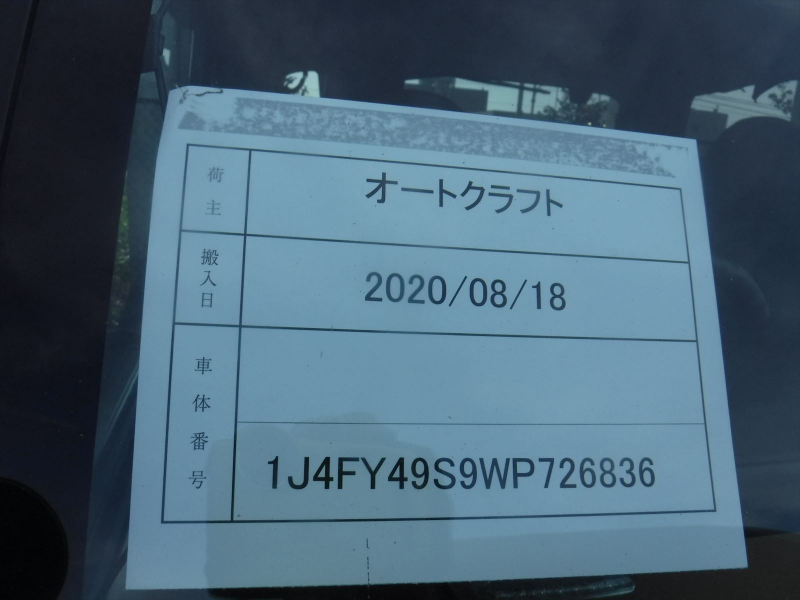 荷主
オートクラフト
搬入日
2020/08/18
車体番号
1J4FY49S9WP726836